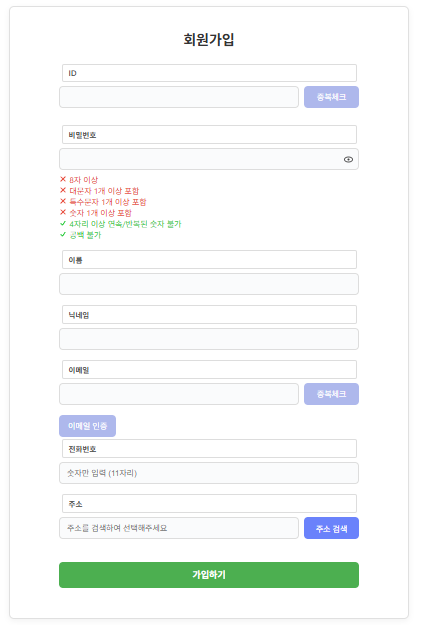 회원가입
ID
중복체크
비밀번호
✕ 8자 이상
✕ 대문자 1개 이상 포함
✕ 특수문자 1개 이상 포함
✕ 숫자 1개 이상 포함
✓ 4자리 이상 연속/반복된 숫자 불가
✓ 공백 불가
이름
닉네임
이메일
중복체크
이메일 인증
전화번호
숫자만 입력 (11자리)
주소
주소를 검색하여 선택해주세요 주소 검색
가입하기